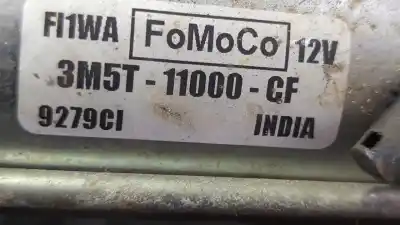 FI1WA FoMoCo 12V
3M5T - 11000 - CF
9279CI INDIA